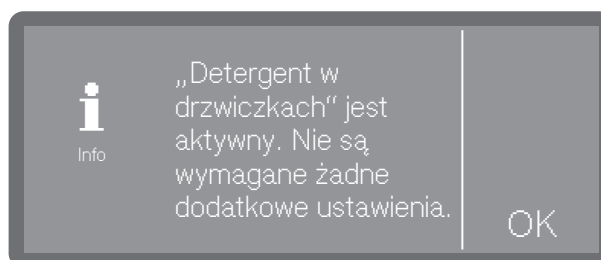 „Detergent w
drzwiczkach“ jest
aktywny. Nie są
wymagane żadne
dodatkowe ustawienia.
Info
OK